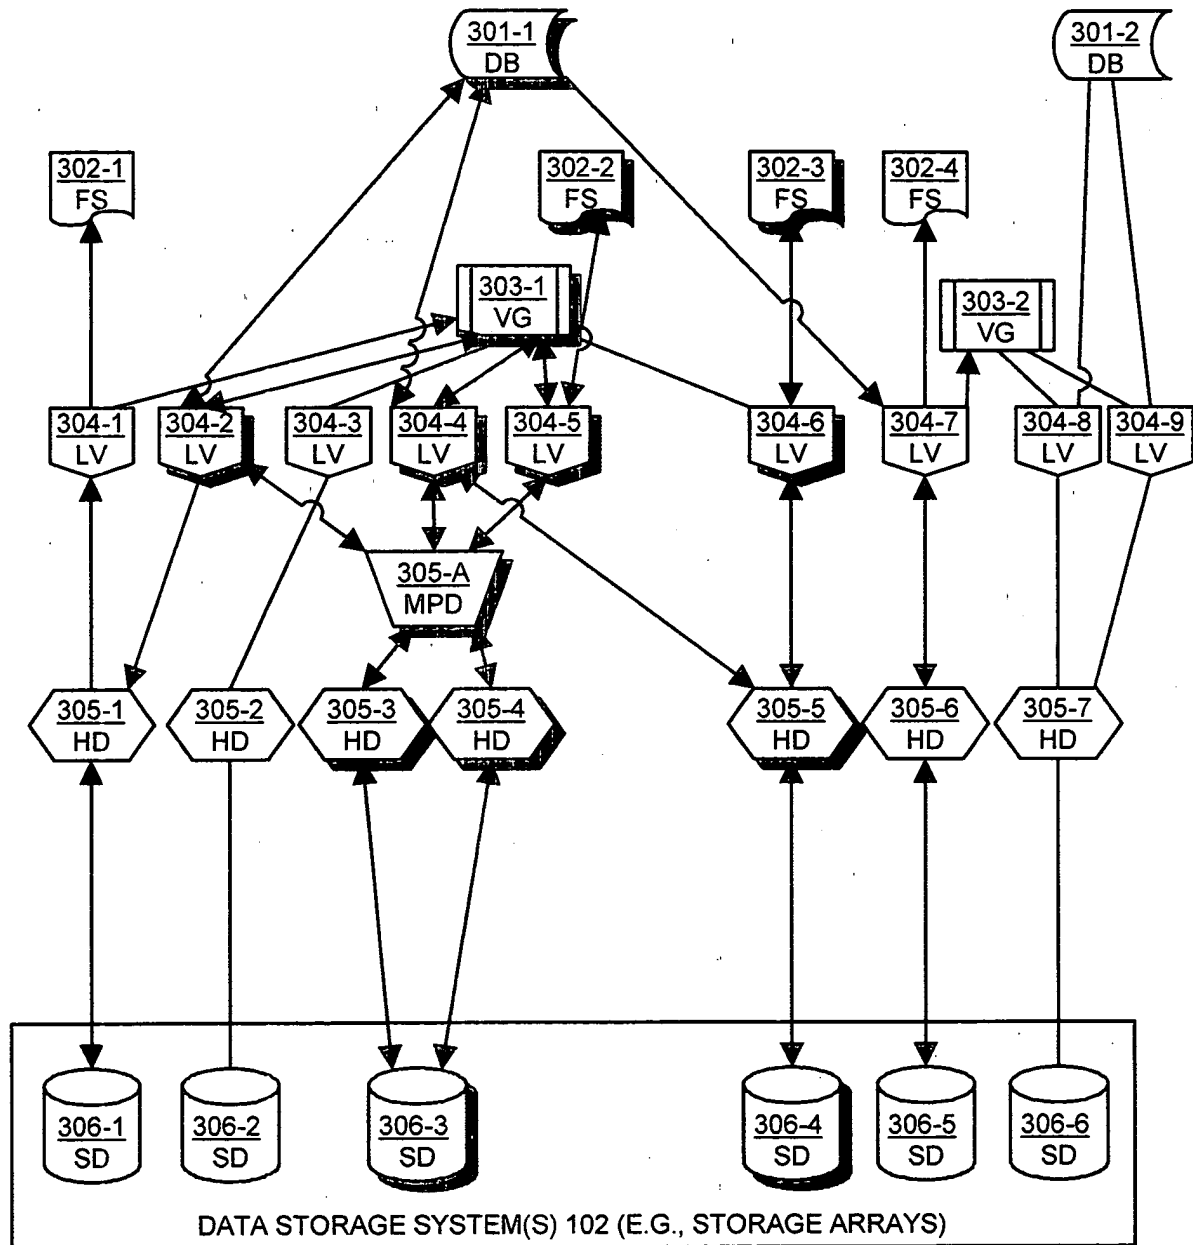 301-1
DB
301-2
DB
302-1
FS
302-2
FS
302-3
FS
302-4
FS
303-1
VG
303-2
VG
304-1
LV
304-2
LV
304-3
LV
304-4
LV
304-5
LV
304-6
LV
304-7
LV
304-8
LV
304-9
LV
305-A
MPD
305-1
HD
305-2
HD
305-3
HD
305-4
HD
305-5
HD
305-6
HD
305-7
HD
306-1
SD
306-2
SD
306-3
SD
306-4
SD
306-5
SD
306-6
SD
DATA STORAGE SYSTEM(S) 102 (E.G., STORAGE ARRAYS)